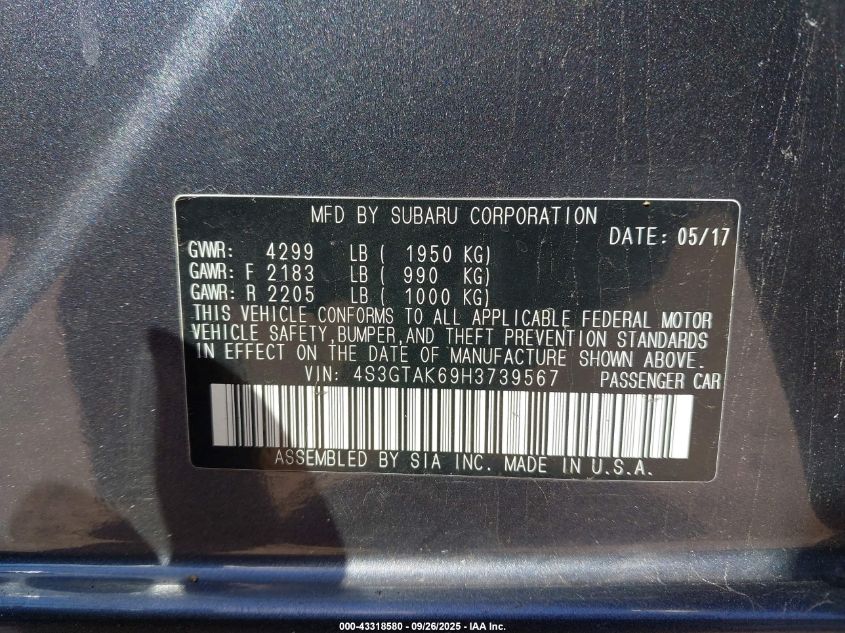 MFD BY SUBARU CORPORATION
DATE: 05/17
GVWR: 4299 LB ( 1950 KG)
GAWR: F 2183 LB ( 990 KG)
GAWR: R 2205 LB ( 1000 KG)
THIS VEHICLE CONFORMS TO ALL APPLICABLE FEDERAL MOTOR
VEHICLE SAFETY, BUMPER, AND THEFT PREVENTION STANDARDS
IN EFFECT ON THE DATE OF MANUFACTURE SHOWN ABOVE.
VIN: 4S3GTAK69H3739567 PASSENGER CAR
ASSEMBLED BY SIA INC. MADE IN U.S.A.
000-43318580 - 09/26/2025 - IAA Inc.